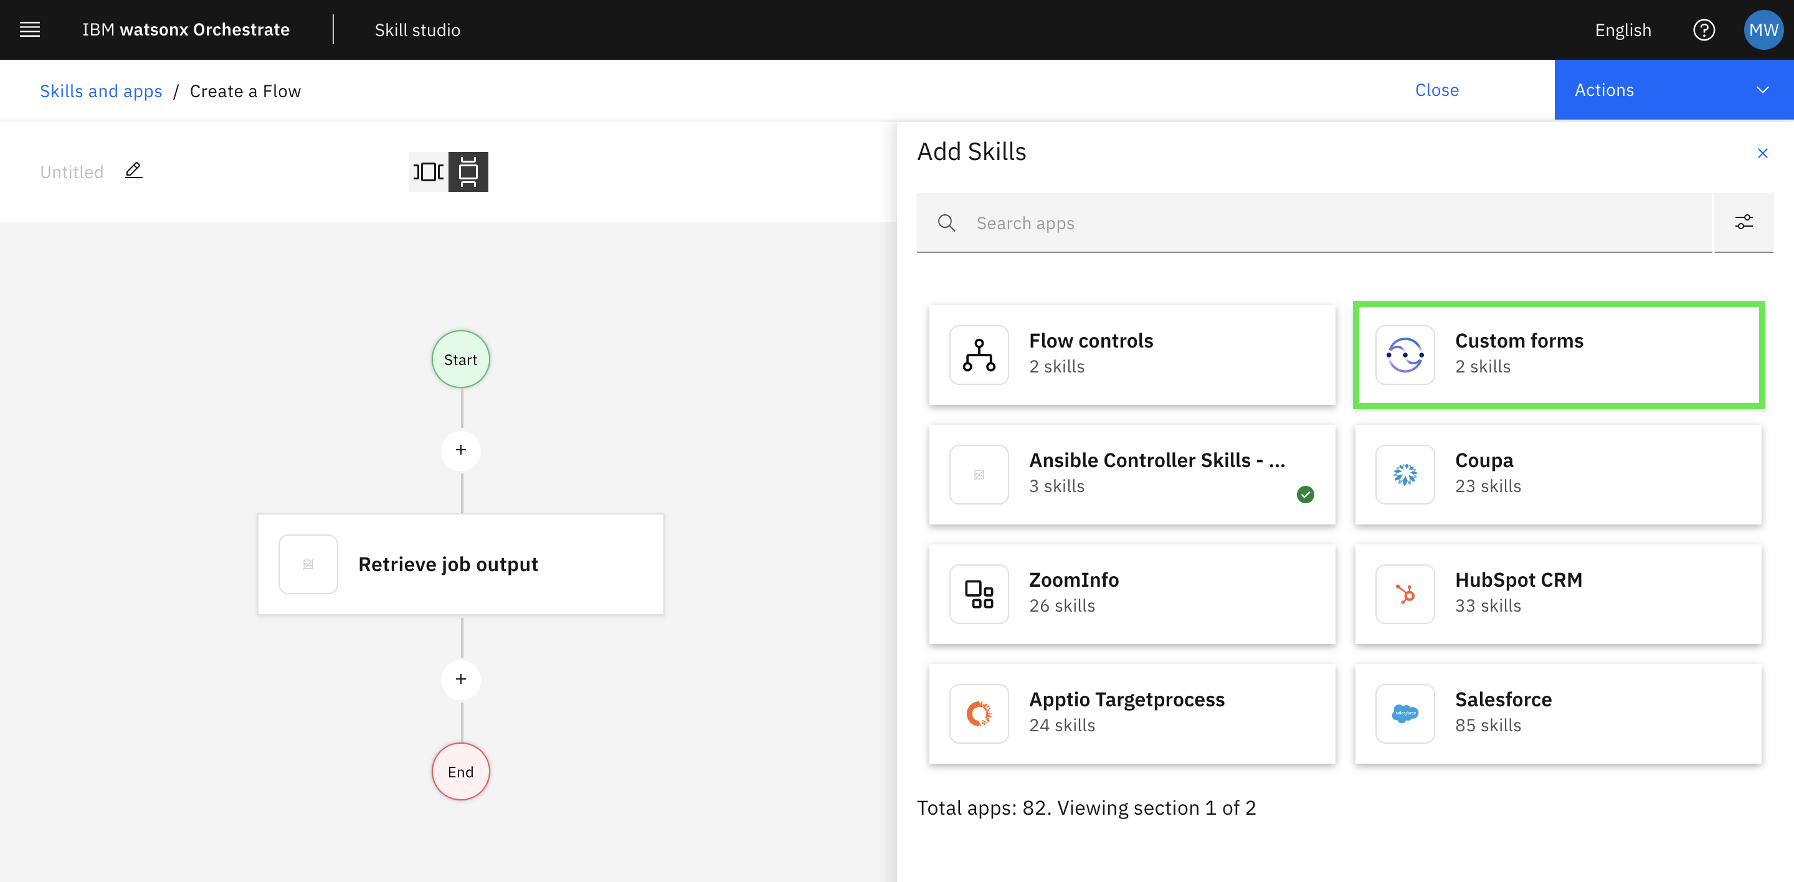 IBM watsonx Orchestrate
Skill studio
English
MW
Skills and apps / Create a Flow
Close
Actions
Untitled
Start
+
Retrieve job output
+
End
Add Skills
Search apps
Flow controls
2 skills
Custom forms
2 skills
Ansible Controller Skills - ...
3 skills
Coupa
23 skills
ZoomInfo
26 skills
HubSpot CRM
33 skills
Apptio Targetprocess
24 skills
salesforce
Salesforce
85 skills
Total apps: 82. Viewing section 1 of 2